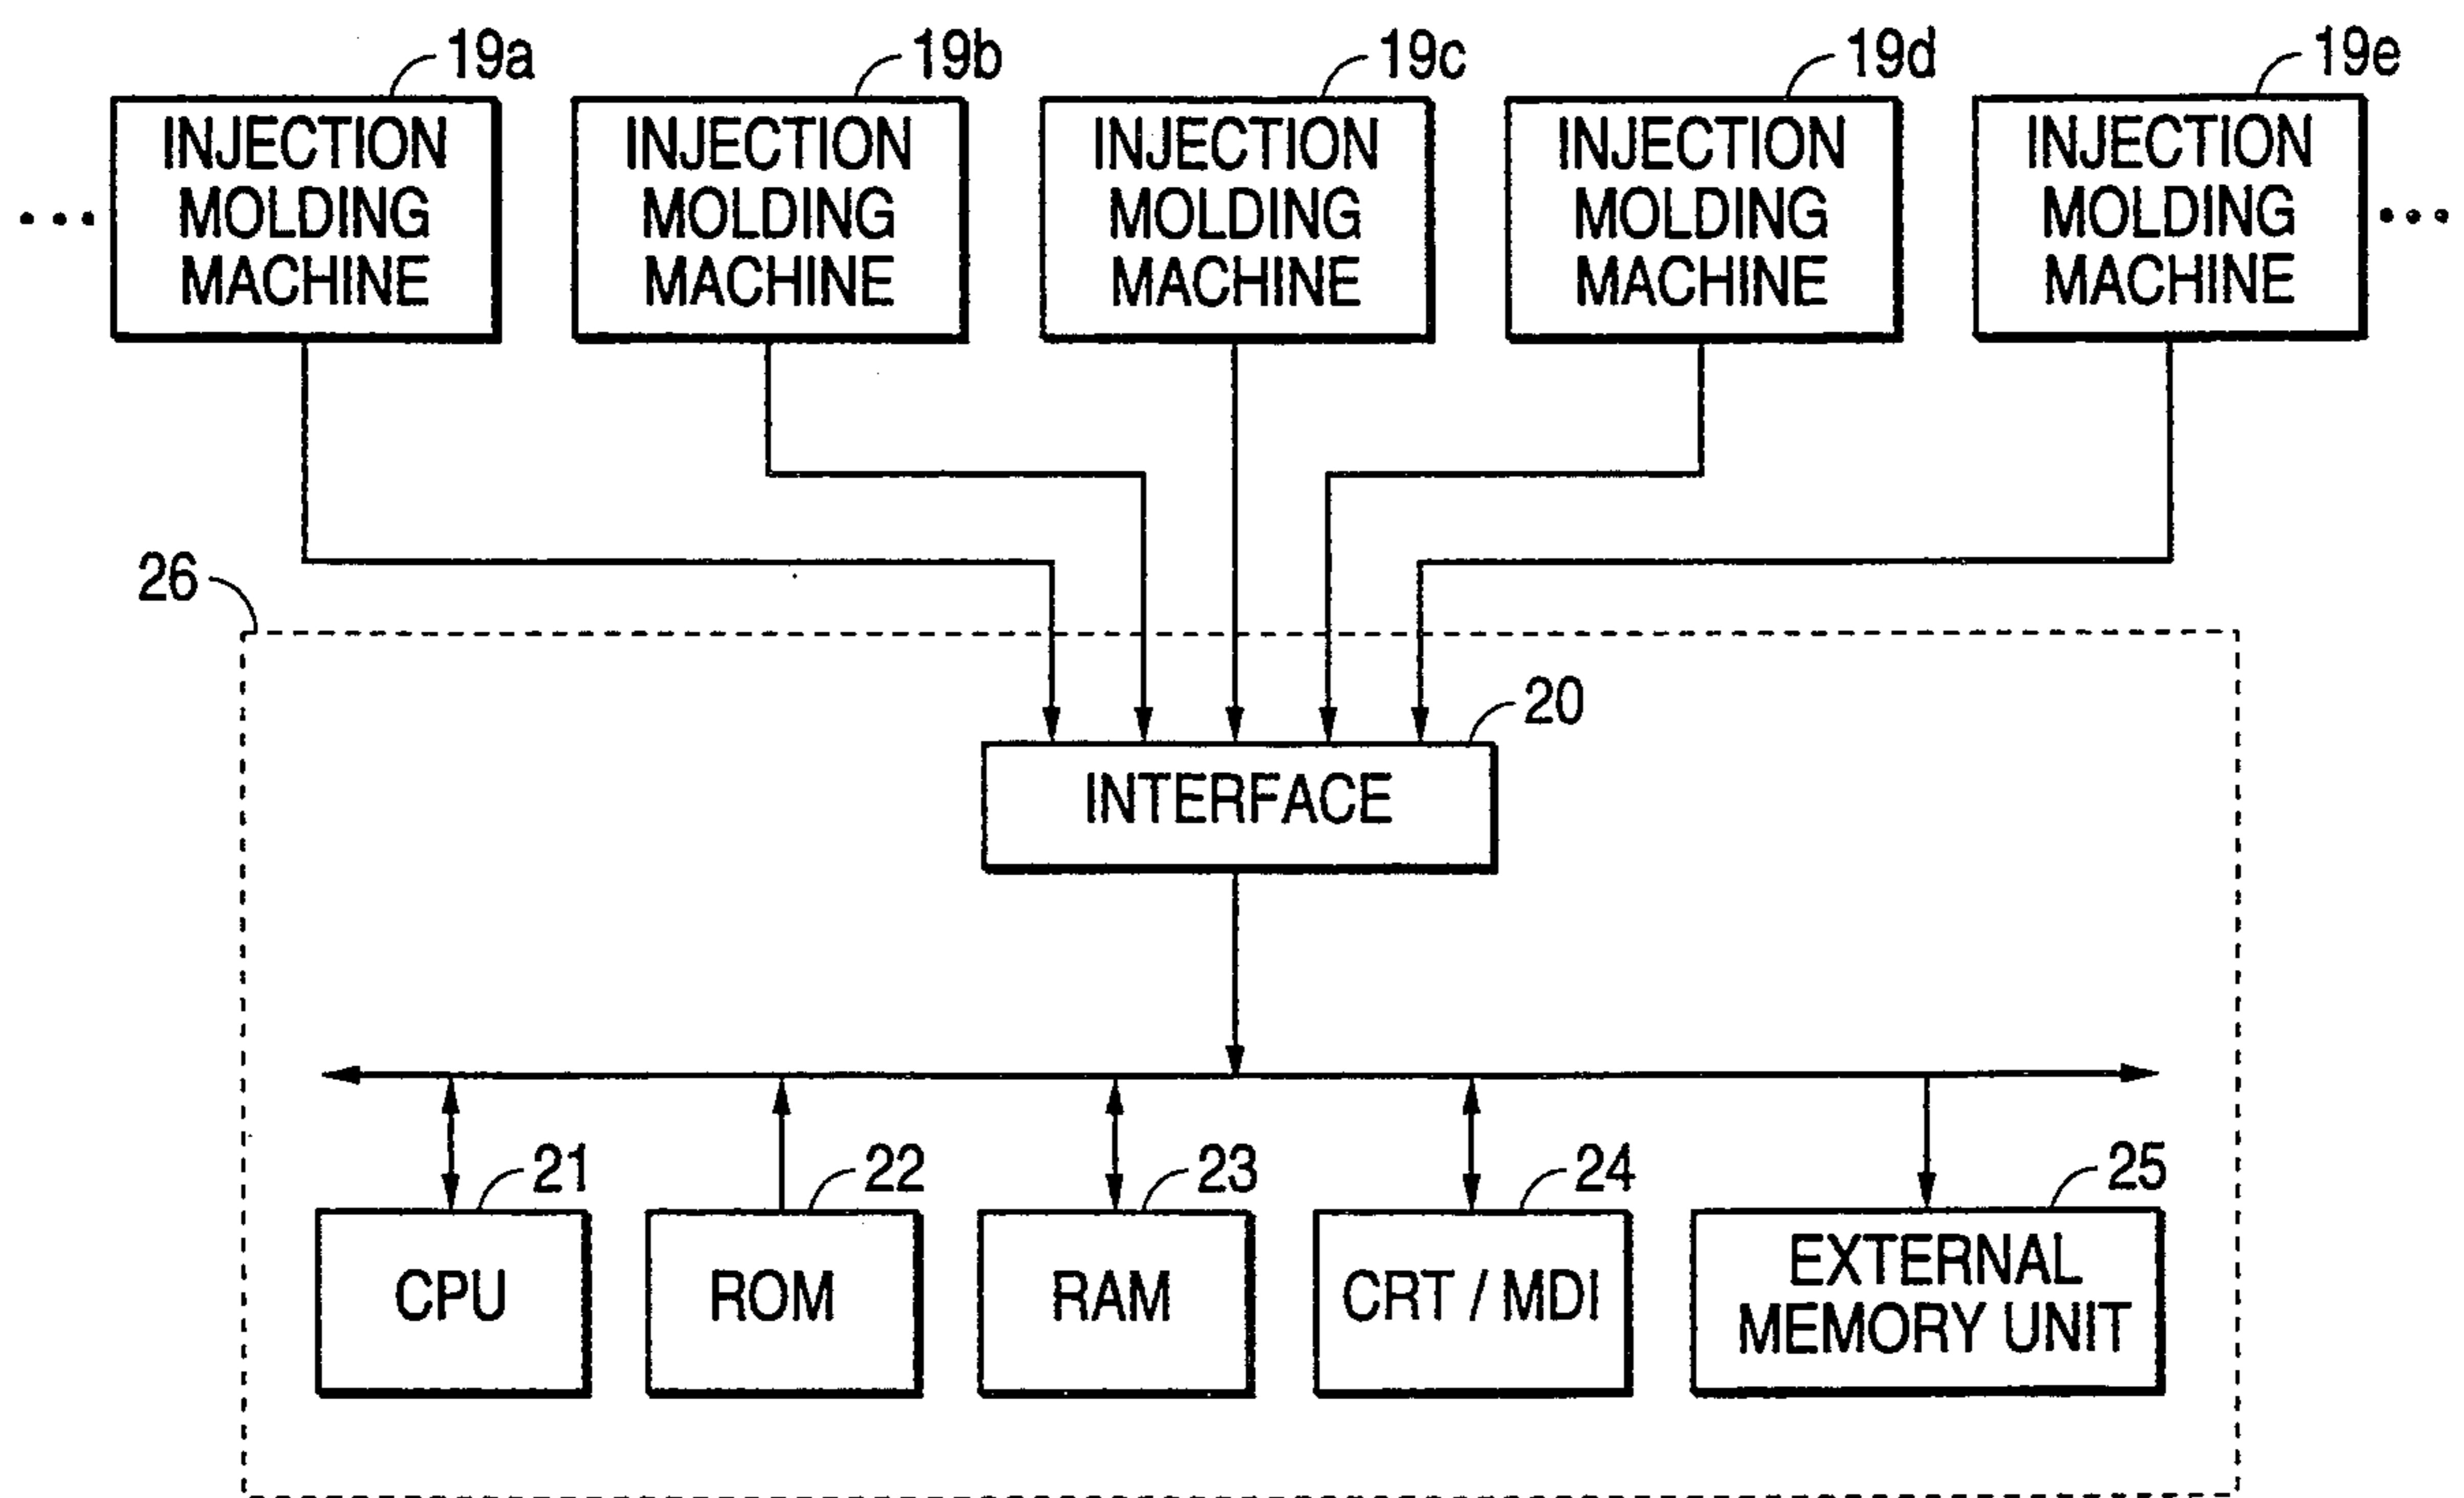 19a 19b 19c 19d 19e
INJECTION MOLDING MACHINE
INJECTION MOLDING MACHINE
INJECTION MOLDING MACHINE
INJECTION MOLDING MACHINE
INJECTION MOLDING MACHINE
... ...
26
20
INTERFACE
21 22 23 24 25
CPU
ROM
RAM
CRT / MDI
EXTERNAL
MEMORY UNIT